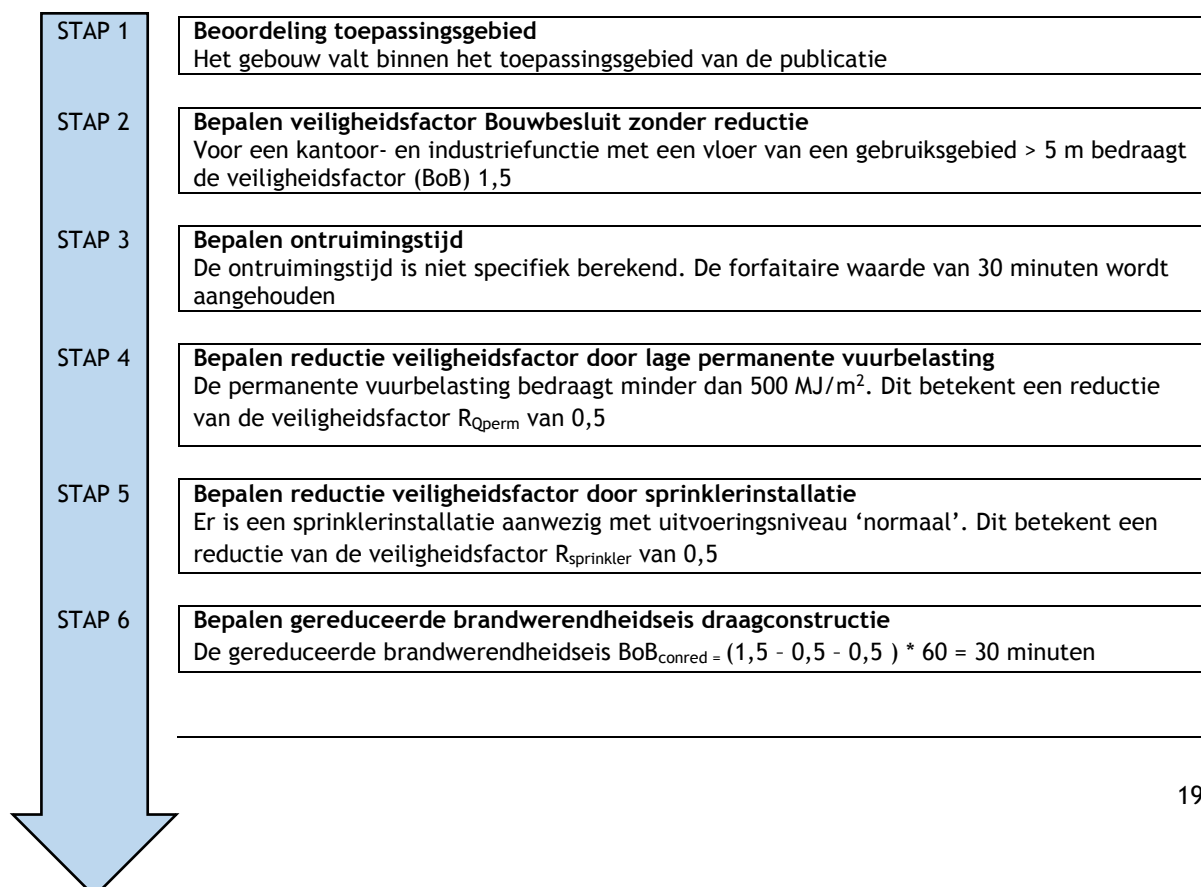 STAP 1
Beoordeling toepassingsgebied
Het gebouw valt binnen het toepassingsgebied van de publicatie
STAP 2
Bepalen veiligheidsfactor Bouwbesluit zonder reductie
Voor een kantoor- en industriefunctie met een vloer van een gebruiksgebied > 5 m bedraagt
de veiligheidsfactor (BoB) 1,5
STAP 3
Bepalen ontruimingstijd
De ontruimingstijd is niet specifiek berekend. De forfaitaire waarde van 30 minuten wordt
aangehouden
STAP 4
Bepalen reductie veiligheidsfactor door lage permanente vuurbelasting
De permanente vuurbelasting bedraagt minder dan 500 MJ/m². Dit betekent een reductie
van de veiligheidsfactor RQperm van 0,5
STAP 5
Bepalen reductie veiligheidsfactor door sprinklerinstallatie
Er is een sprinklerinstallatie aanwezig met uitvoeringsniveau ‘normaal’. Dit betekent een
reductie van de veiligheidsfactor Rsprinkler van 0,5
STAP 6
Bepalen gereduceerde brandwerendheidseis draagconstructie
De gereduceerde brandwerendheidseis BoBconred = (1,5 – 0,5 – 0,5 ) * 60 = 30 minuten
19